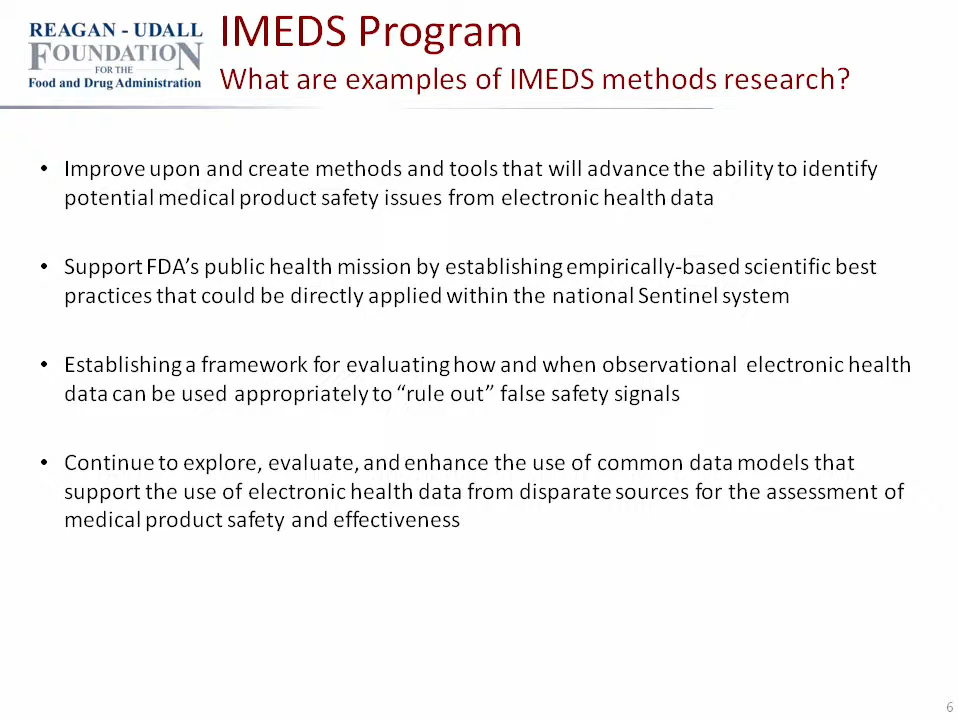 REAGAN - UDALL
FOUNDATION
FOR THE
Food and Drug Administration
IMEDS Program
What are examples of IMEDS methods research?
• Improve upon and create methods and tools that will advance the ability to identify
potential medical product safety issues from electronic health data
• Support FDA’s public health mission by establishing empirically-based scientific best
practices that could be directly applied within the national Sentinel system
• Establishing a framework for evaluating how and when observational electronic health
data can be used appropriately to “rule out” false safety signals
• Continue to explore, evaluate, and enhance the use of common data models that
support the use of electronic health data from disparate sources for the assessment of
medical product safety and effectiveness
6